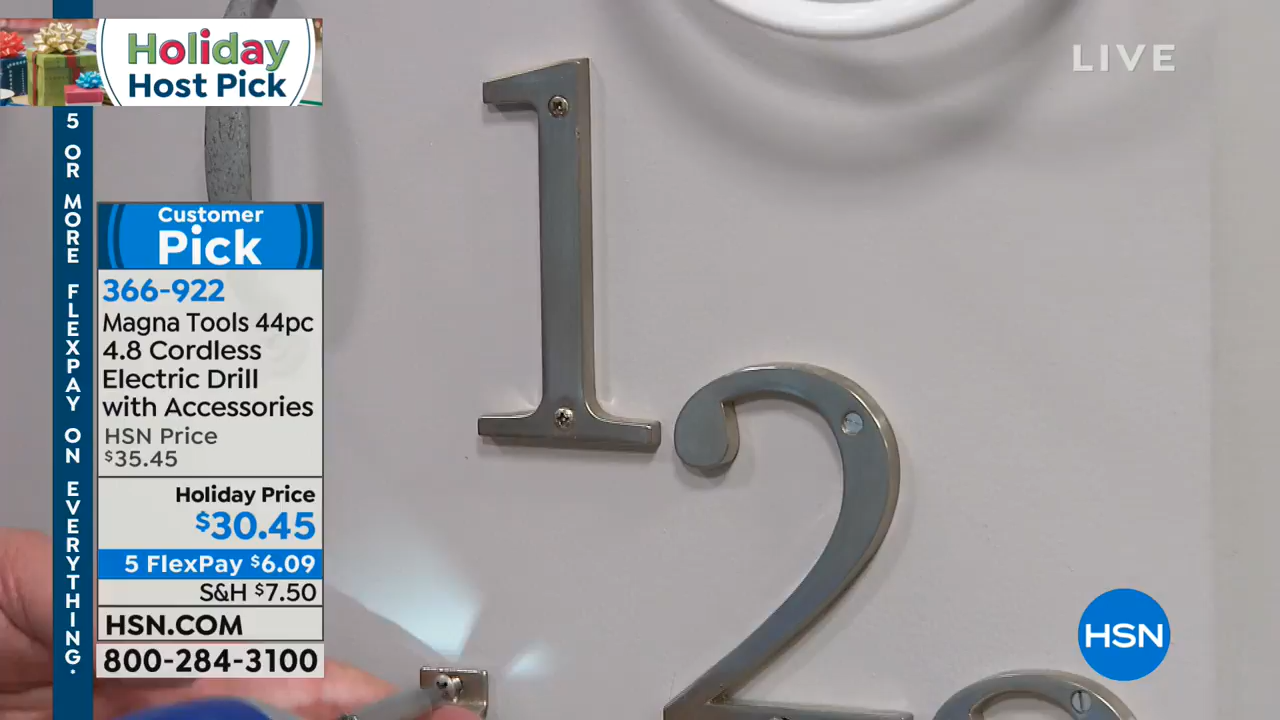 Holiday
Host Pick
LIVE
5 OR MORE FLEXPAY ON EVERYTHING.
Customer
Pick
366-922
Magna Tools 44pc
4.8 Cordless
Electric Drill
with Accessories
HSN Price
$35.45
Holiday Price
$30.45
5 FlexPay $6.09
S&H $7.50
HSN.COM
800-284-3100
1
2
HSN